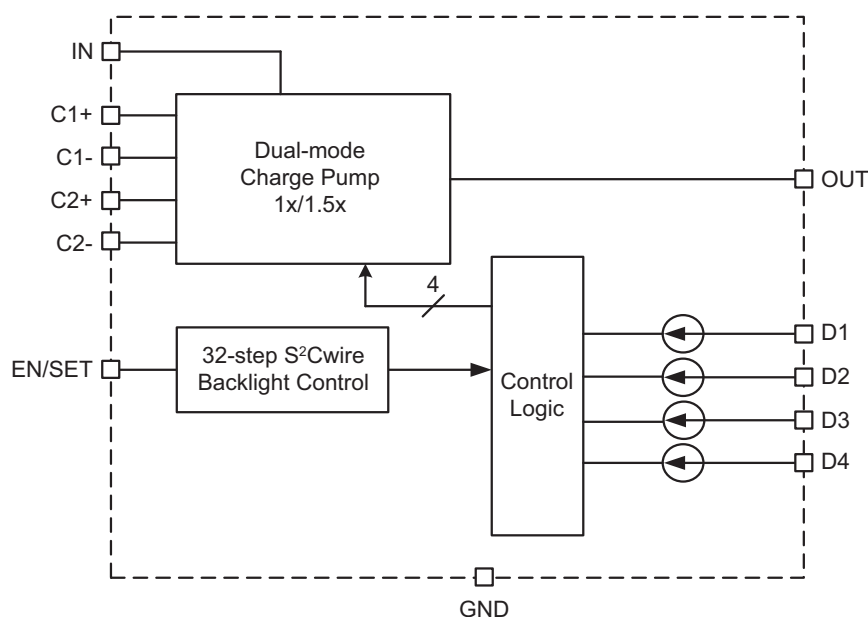 IN
C1+
C1-
C2+
C2-
Dual-mode
Charge Pump
1x/1.5x
OUT
4
EN/SET
32-step S²Cwire
Backlight Control
Control
Logic
D1
D2
D3
D4
GND